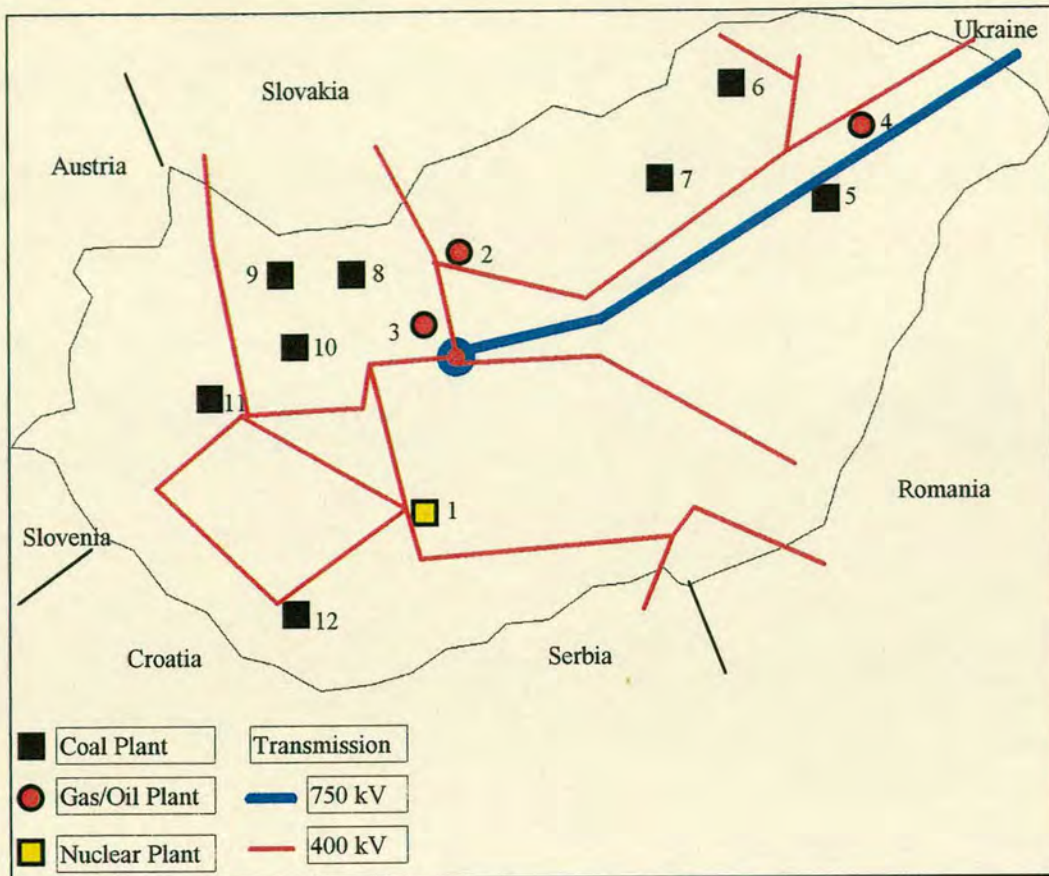 Ukraine
Slovakia
Austria
6
4
7
5
2
9
8
3
10
11
Romania
1
Slovenia
12
Croatia
Serbia
Coal Plant
Transmission
Gas/Oil Plant
750 kV
Nuclear Plant
400 kV